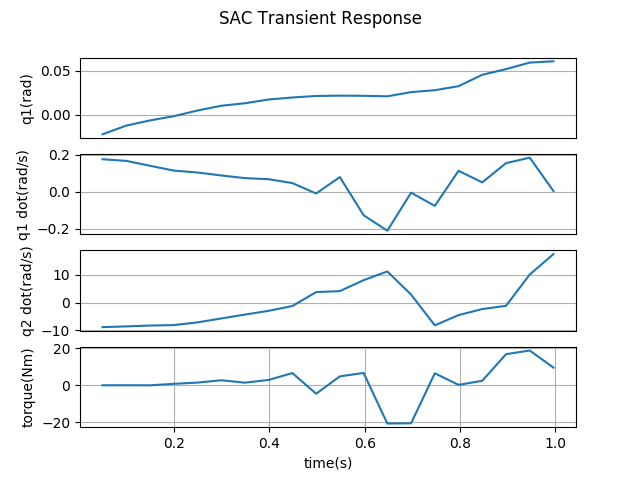 SAC Transient Response
q1(rad)
0.05
0.00
q1 dot(rad/s)
0.2
0.0
−0.2
q2 dot(rad/s)
10
0
−10
torque(Nm)
20
0
−20
0.2 0.4 0.6 0.8 1.0
time(s)